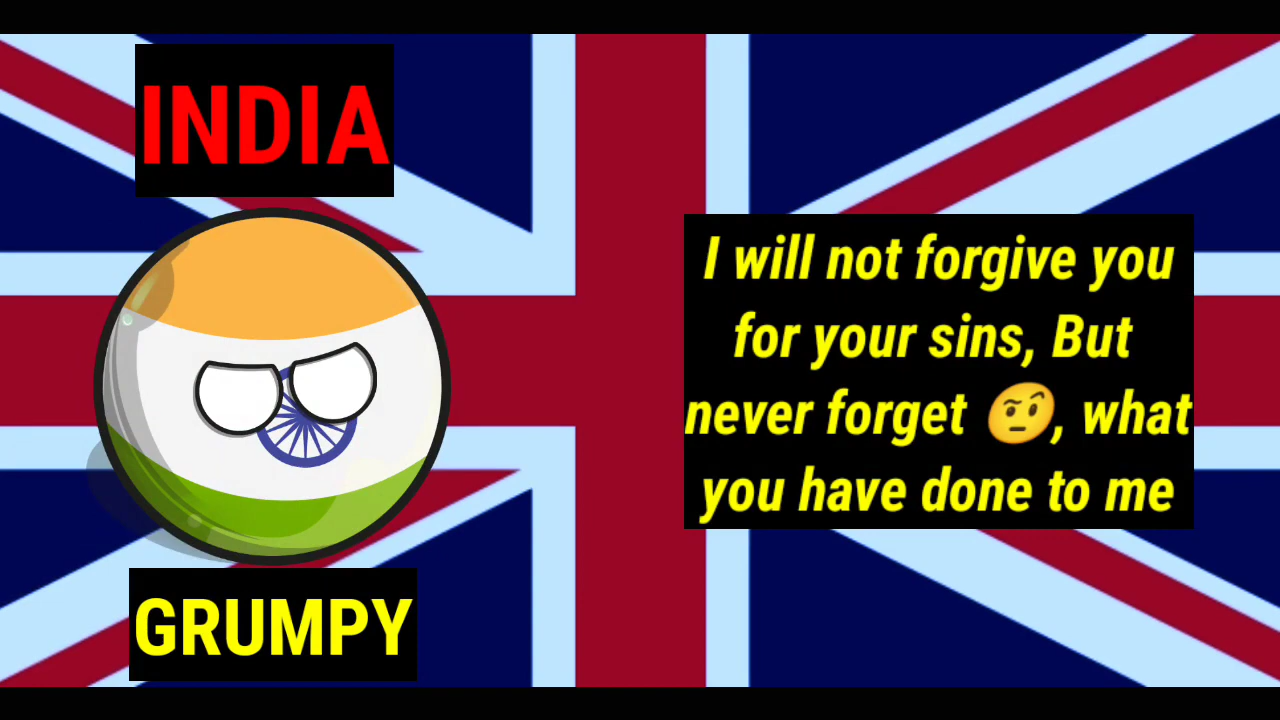 INDIA
GRUMPY
I will not forgive you
for your sins, But
never forget 🤨, what
you have done to me